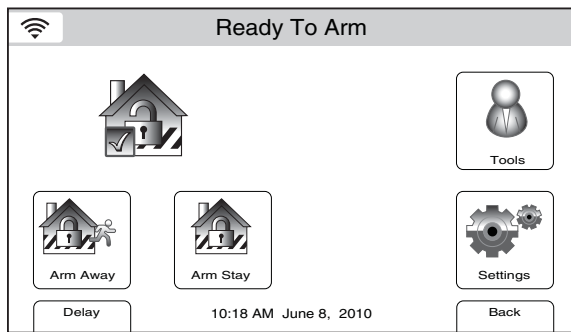 Ready To Arm
Tools
Arm Away
Arm Stay
Settings
Delay
10:18 AM June 8, 2010
Back